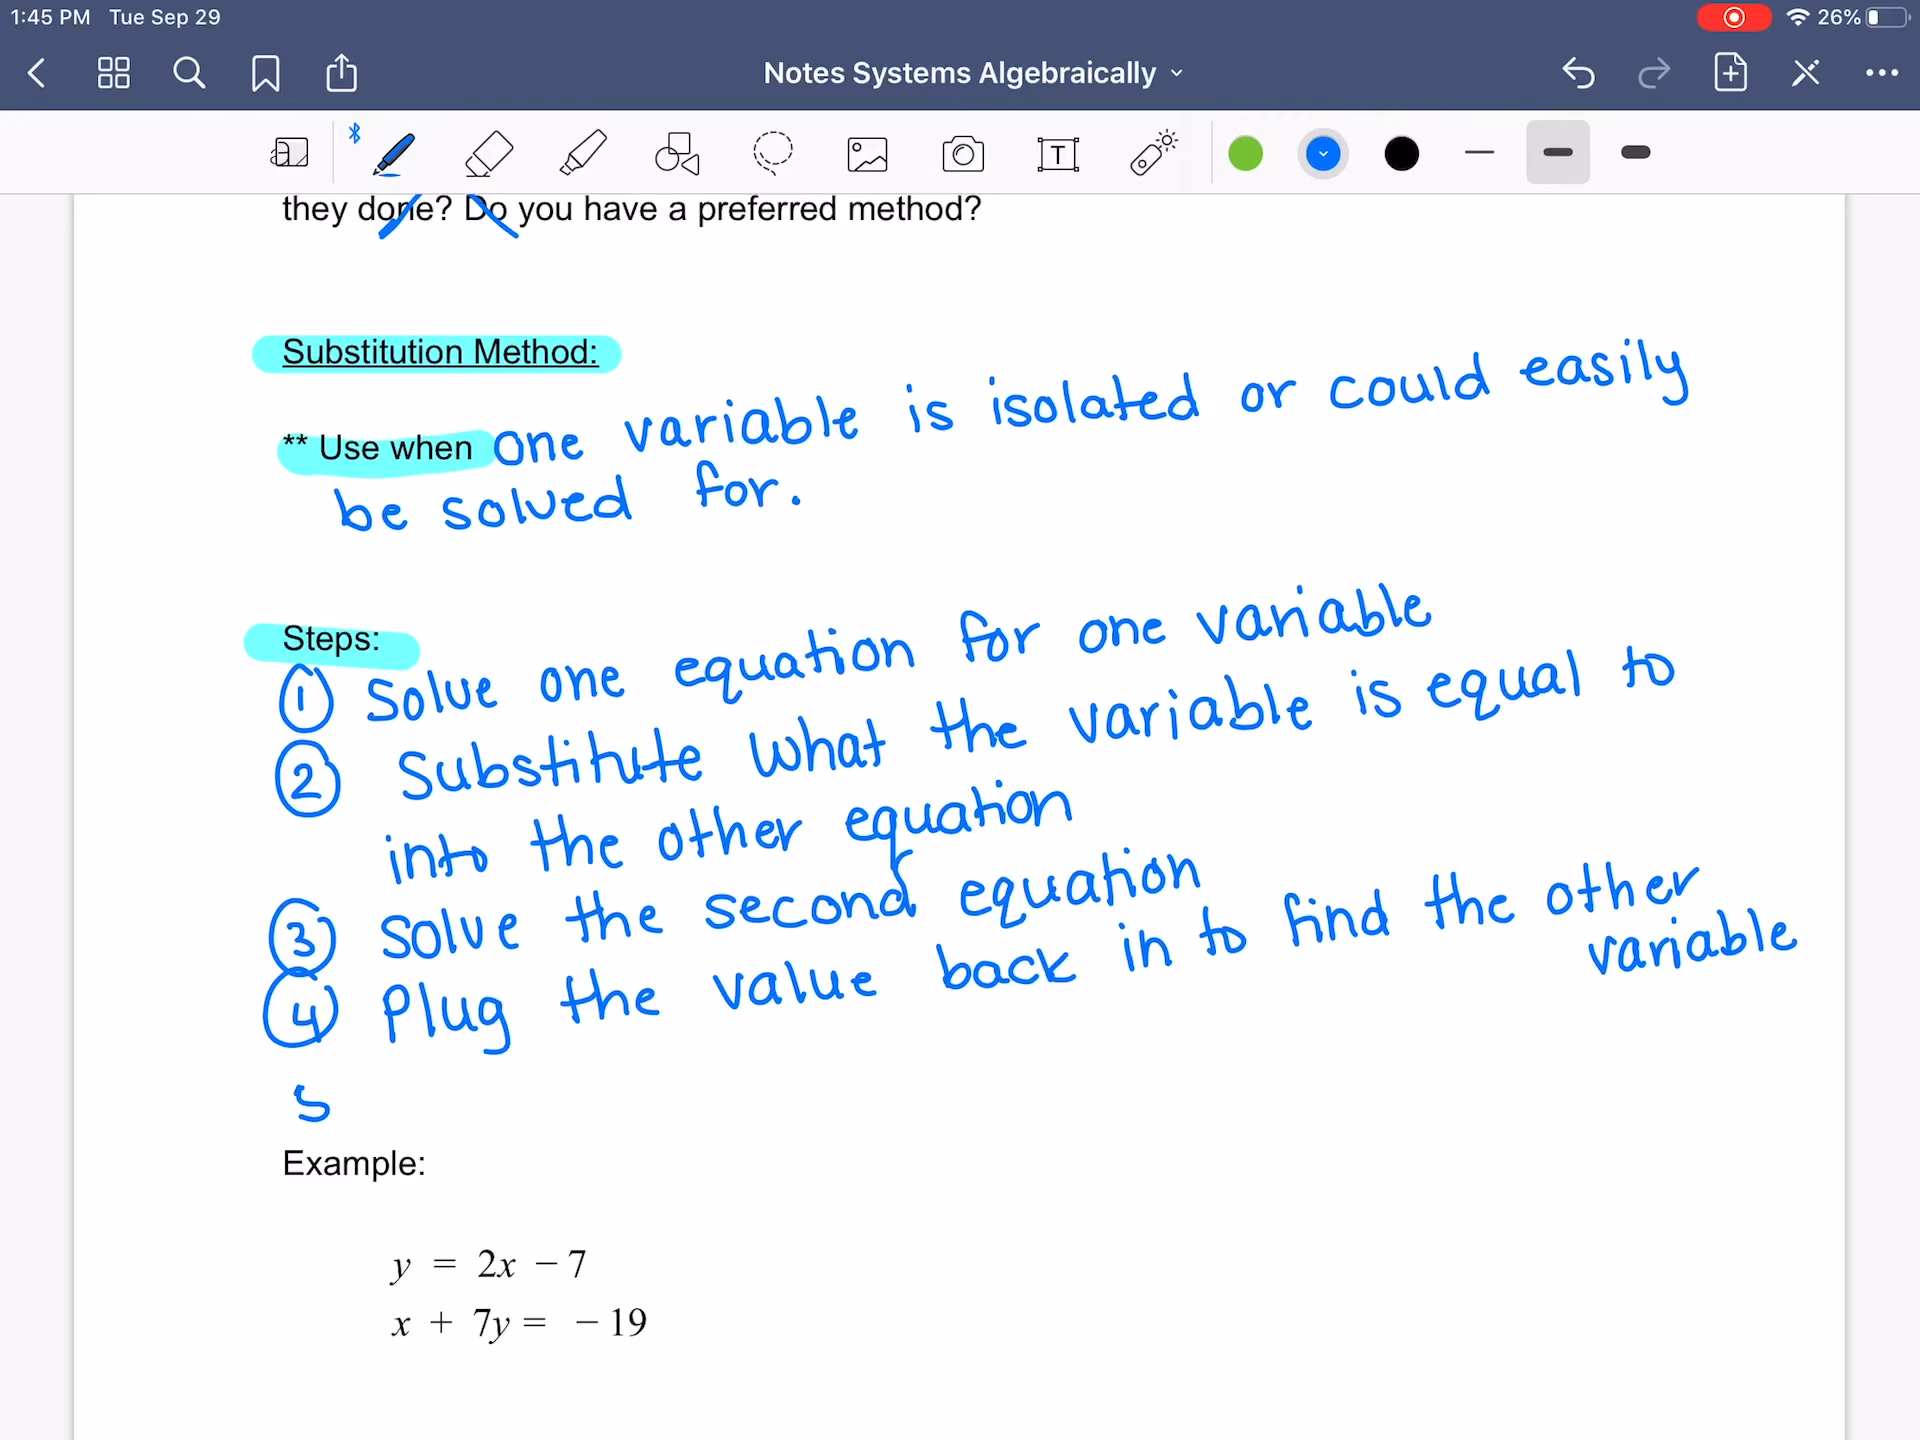 1:45 PM Tue Sep 29
26%
Notes Systems Algebraically
they done? Do you have a preferred method?
Substitution Method:
** Use when one variable is isolated or could easily
be solved for.
Steps:
① Solve one equation for one variable
② Substitute what the variable is equal to
into the other equation
③ Solve the second equation
④ Plug the value back in to find the other
variable
5
Example:
y = 2x − 7
x + 7y = − 19